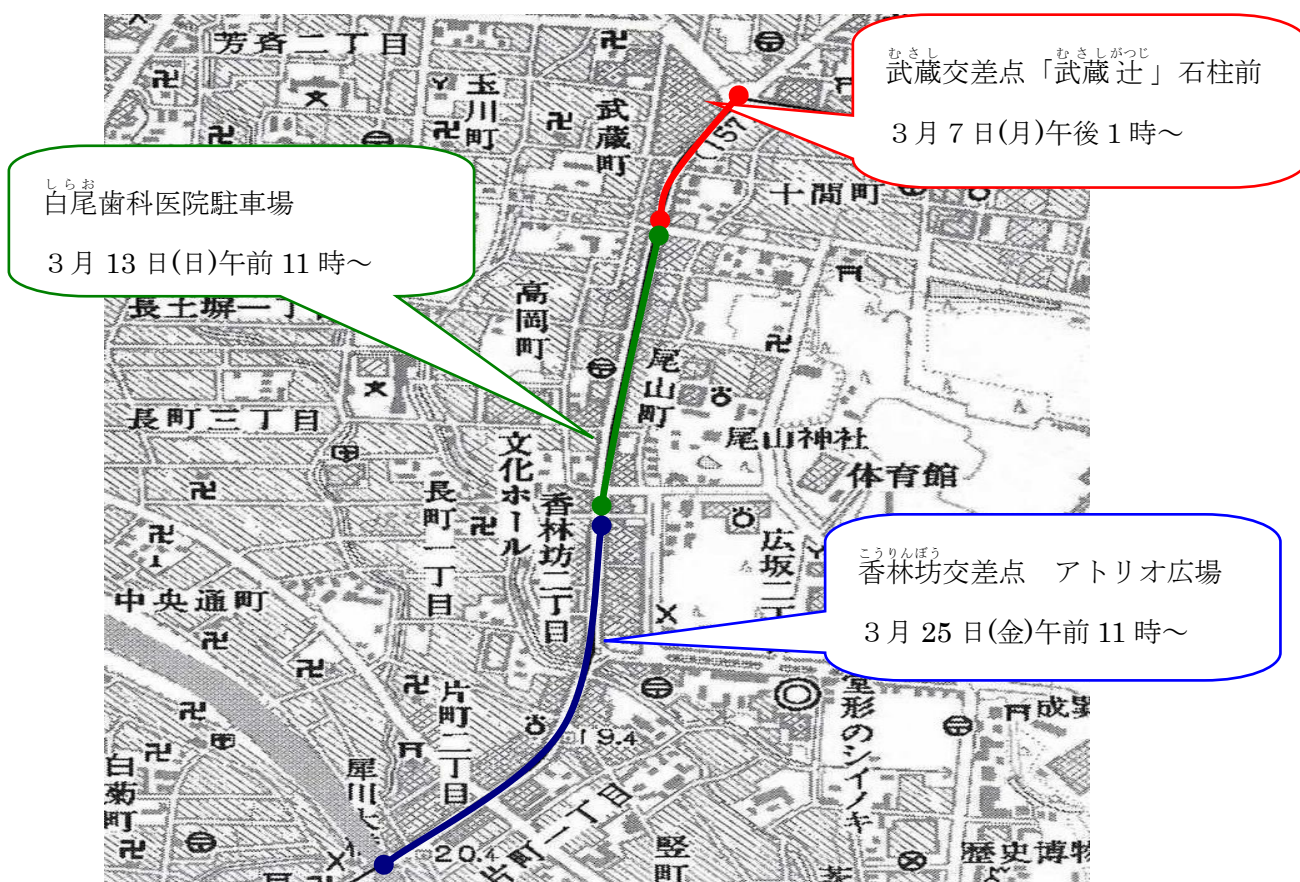 芳斉二丁目
玉川町
武蔵町
むさし むさしがつじ
武蔵交差点「武蔵辻」石柱前
3月7日(月)午後1時～
157
十間町
しらお
白尾歯科医院駐車場
3月13日(日)午前11時～
長土塀一丁
高岡町
尾山町
長町三丁目
尾山神社
体育館
文化ホール
長町一丁目
香林坊二丁目
広坂二丁
こうりんぼう
香林坊交差点 アトリオ広場
3月25日(金)午前11時～
中央通町
片町二丁目
19.4
堂形のシイノキ
白菊町
犀川大
20.4
片町一丁目
竪町
歴史博物